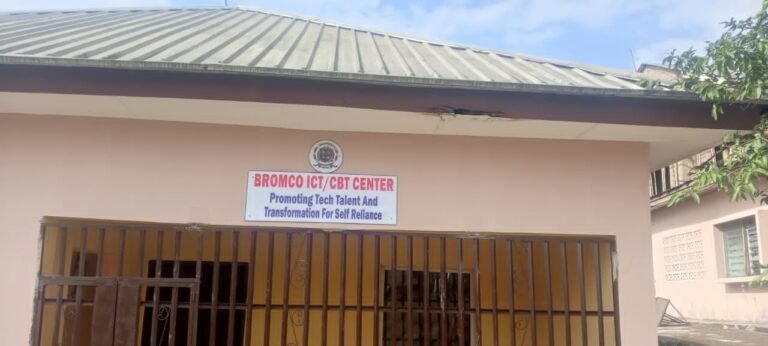 BROMCO ICT/CBT CENTER
Promoting Tech Talent And
Transformation For Self Reliance